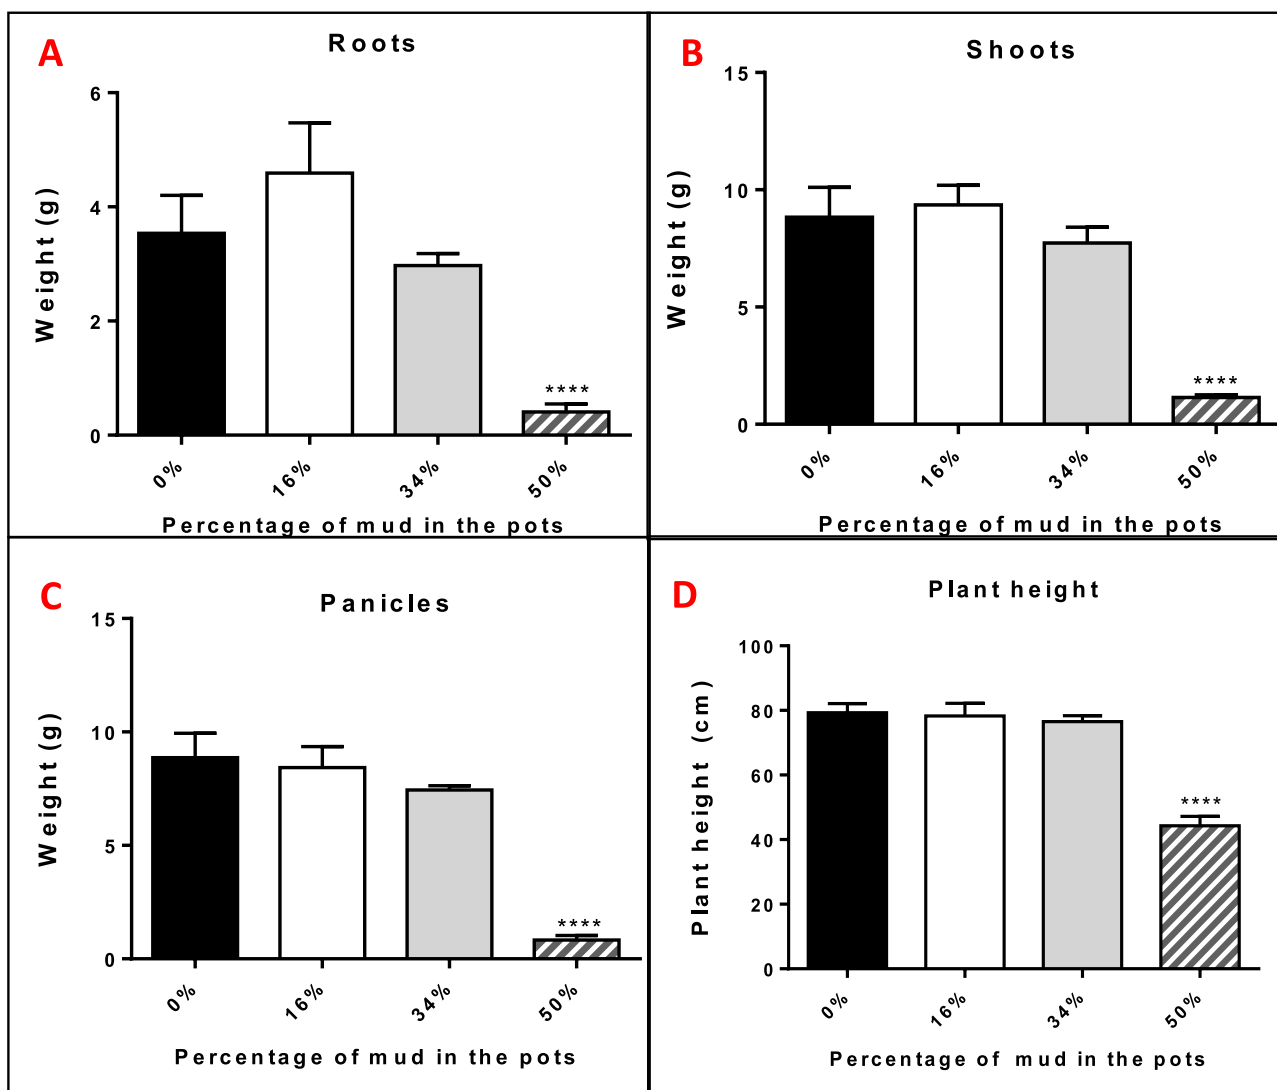 A
Roots
Weight (g)
6
4
2
0
****
0%
16%
34%
50%
Percentage of mud in the pots
B
Shoots
Weight (g)
15
10
5
0
****
0%
16%
34%
50%
Percentage of mud in the pots
C
Panicles
Weight (g)
15
10
5
0
****
0%
16%
34%
50%
Percentage of mud in the pots
D
Plant height
Plant height (cm)
100
80
60
40
20
0
****
0%
16%
34%
50%
Percentage of mud in the pots